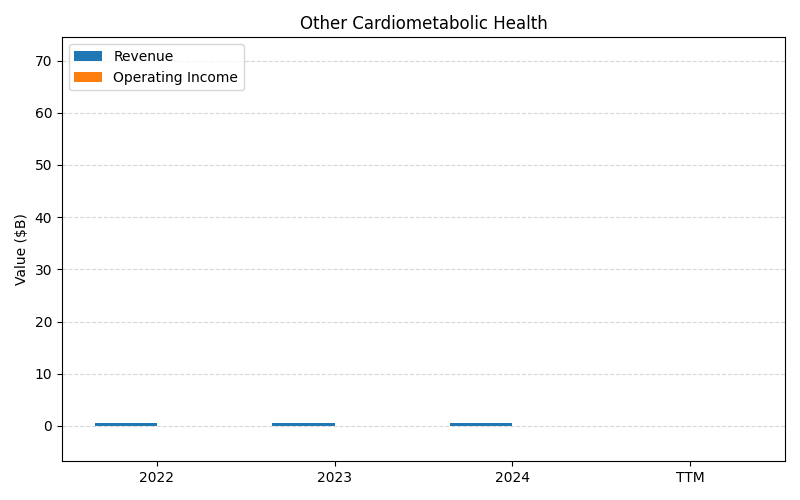 Other Cardiometabolic Health
Revenue
Operating Income
Value ($B)
70
60
50
40
30
20
10
0
2022
2023
2024
TTM